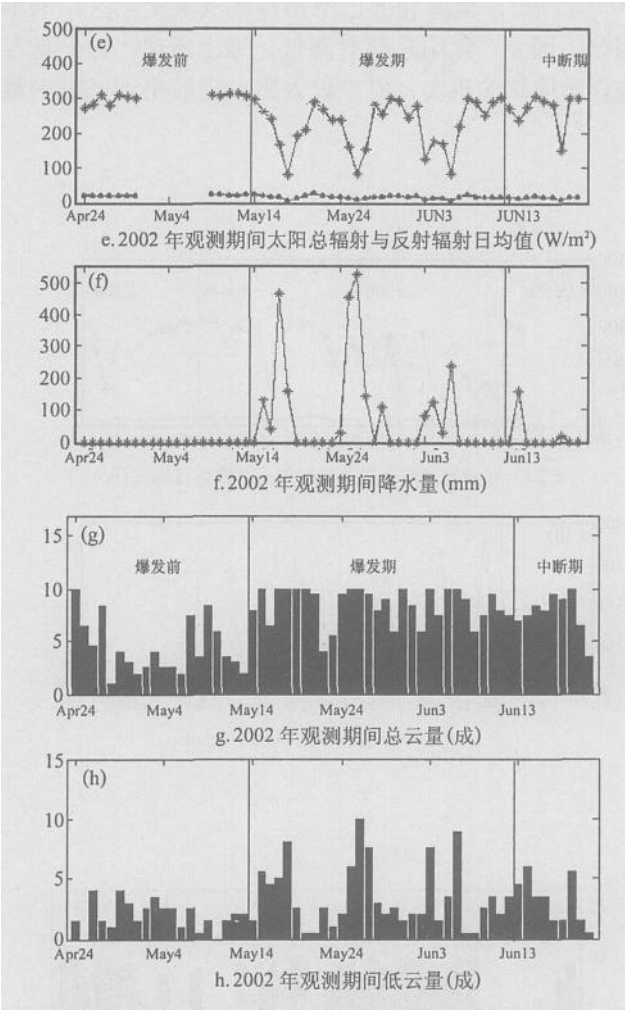 500
(e)
爆发前
爆发期
中断期
400
300
200
100
0
Apr24 May4 May14 May24 JUN3 JUN13
e.2002 年观测期间太阳总辐射与反射辐射日均值(W/m²)
(f)
500
400
300
200
100
0
Apr24 May4 May14 May24 Jun3 Jun13
f.2002 年观测期间降水量(mm)
(g)
15
爆发前
爆发期
中断期
10
5
0
Apr24 May4 May14 May24 Jun3 Jun13
g.2002 年观测期间总云量(成)
15
(h)
10
5
0
Apr24 May4 May14 May24 Jun3 Jun13
h.2002 年观测期间低云量(成)